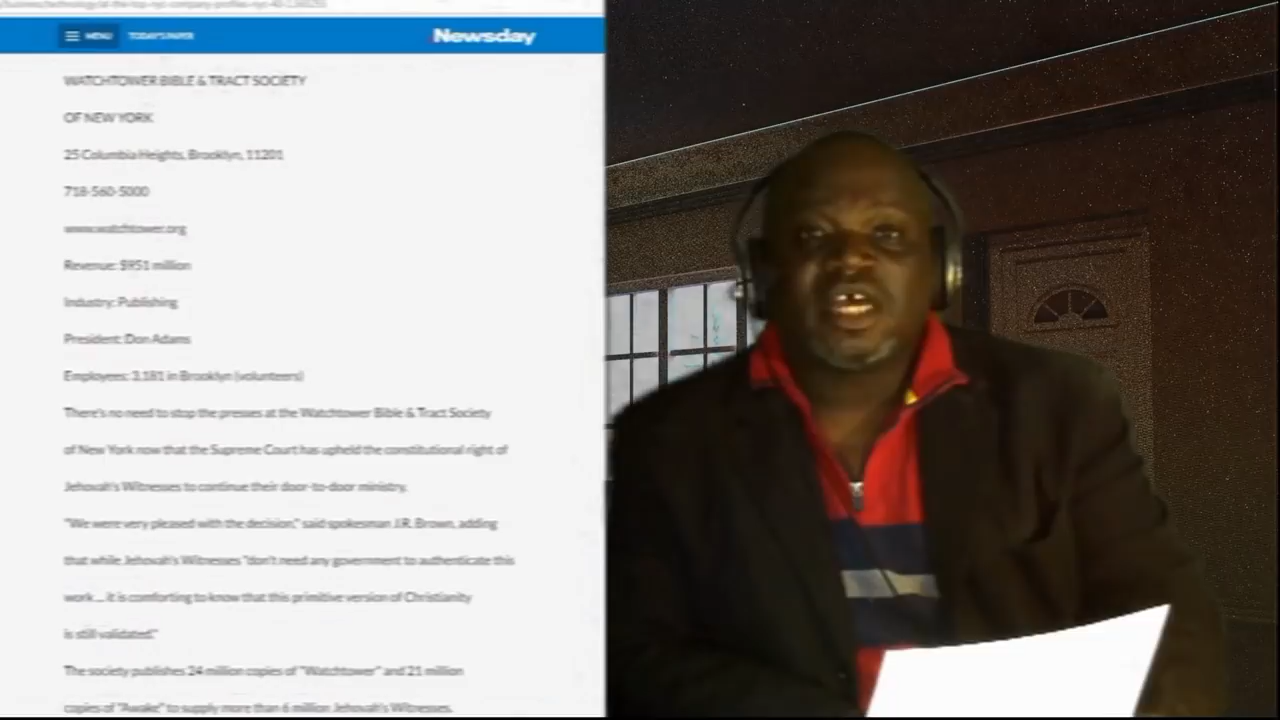 MENU
TODAY'S PAPER
Newsday
WATCHTOWER BIBLE & TRACT SOCIETY
OF NEW YORK
25 Columbia Heights, Brooklyn, 11201
718-560-5000
www.watchtower.org
Revenue: $951 million
Industry: Publishing
President: Don Adams
Employees: 3,181 in Brooklyn (volunteers)
There's no need to stop the presses at the Watchtower Bible & Tract Society
of New York now that the Supreme Court has upheld the constitutional right of
Jehovah's Witnesses to continue their door-to-door ministry.
"We were very pleased with the decision," said spokesman J.R. Brown, adding
that while Jehovah's Witnesses "don't need any government to authenticate this
work ... it is comforting to know that this primitive version of Christianity
is still validated."
The society publishes 24 million copies of "Watchtower" and 21 million
copies of "Awake" to supply more than 6 million Jehovah's Witnesses.